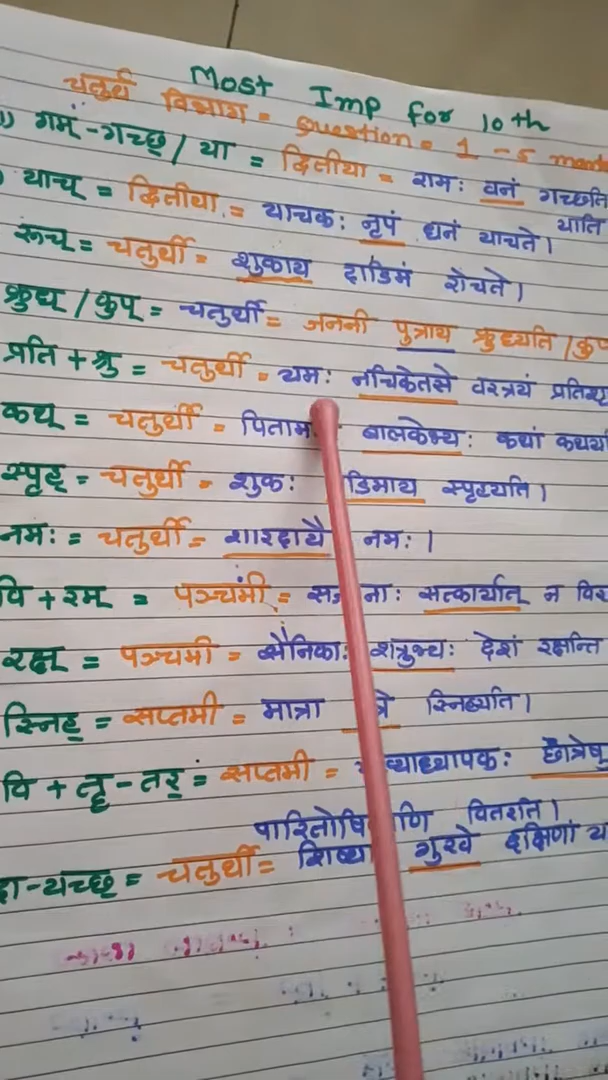 Most Imp for 10th
चतुर्थ विभाग = Question = 1 - 5
1) गम्-गच्छ् / या = द्वितीया = रामः वनं गच्छति
याति
याच् = द्वितीया = याचकः नृपं धनं याचते।
रूच् = चतुर्थी = शुकाय दाडिमं रोचते।
क्रुध् / कुप् = चतुर्थी = जननी पुत्राय क्रुध्यति /
प्रति + श्रु = चतुर्थी = यमः नचिकेतसे वरत्रयं
कथ् = चतुर्थी = बालकेभ्यः कथां
स्पृह् = चतुर्थी = शुकः डिमाय स्पृह्यति।
नमः = चतुर्थी = शारदायै नमः।
वि + रम् = पञ्चमी = सत्कार्यात् न
रक्ष् = पञ्चमी = सैनिकाः शत्रुभ्यः देशं रक्षन्ति
स्निह् = सप्तमी = मात्रा त्रे स्निह्यति।
वि + तॄ - तर् = सप्तमी = छात्रेषु
वितरति।
दा-यच्छ् = चतुर्थी = गुरवे दक्षिणां